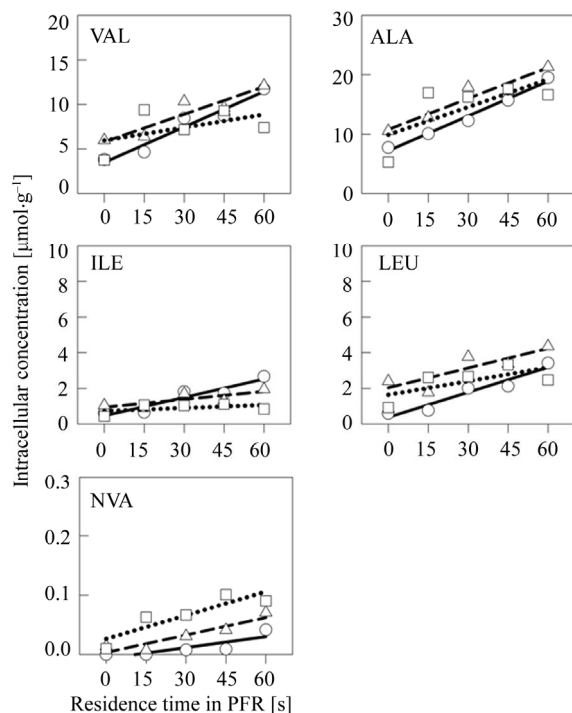 VAL
20
15
10
5
0
0 15 30 45 60
ALA
30
20
10
0
0 15 30 45 60
Intracellular concentration [μmol·g⁻¹]
ILE
10
8
6
4
2
0
0 15 30 45 60
LEU
10
8
6
4
2
0
0 15 30 45 60
NVA
0.3
0.2
0.1
0.0
0 15 30 45 60
Residence time in PFR [s]